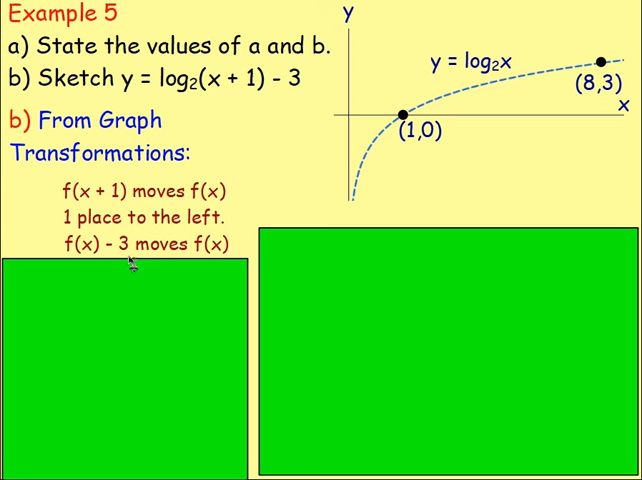 Example 5
a) State the values of a and b.
b) Sketch y = log₂(x + 1) - 3
b) From Graph
Transformations:
f(x + 1) moves f(x)
1 place to the left.
f(x) - 3 moves f(x)
y
y = log₂x
(8,3)
x
(1,0)